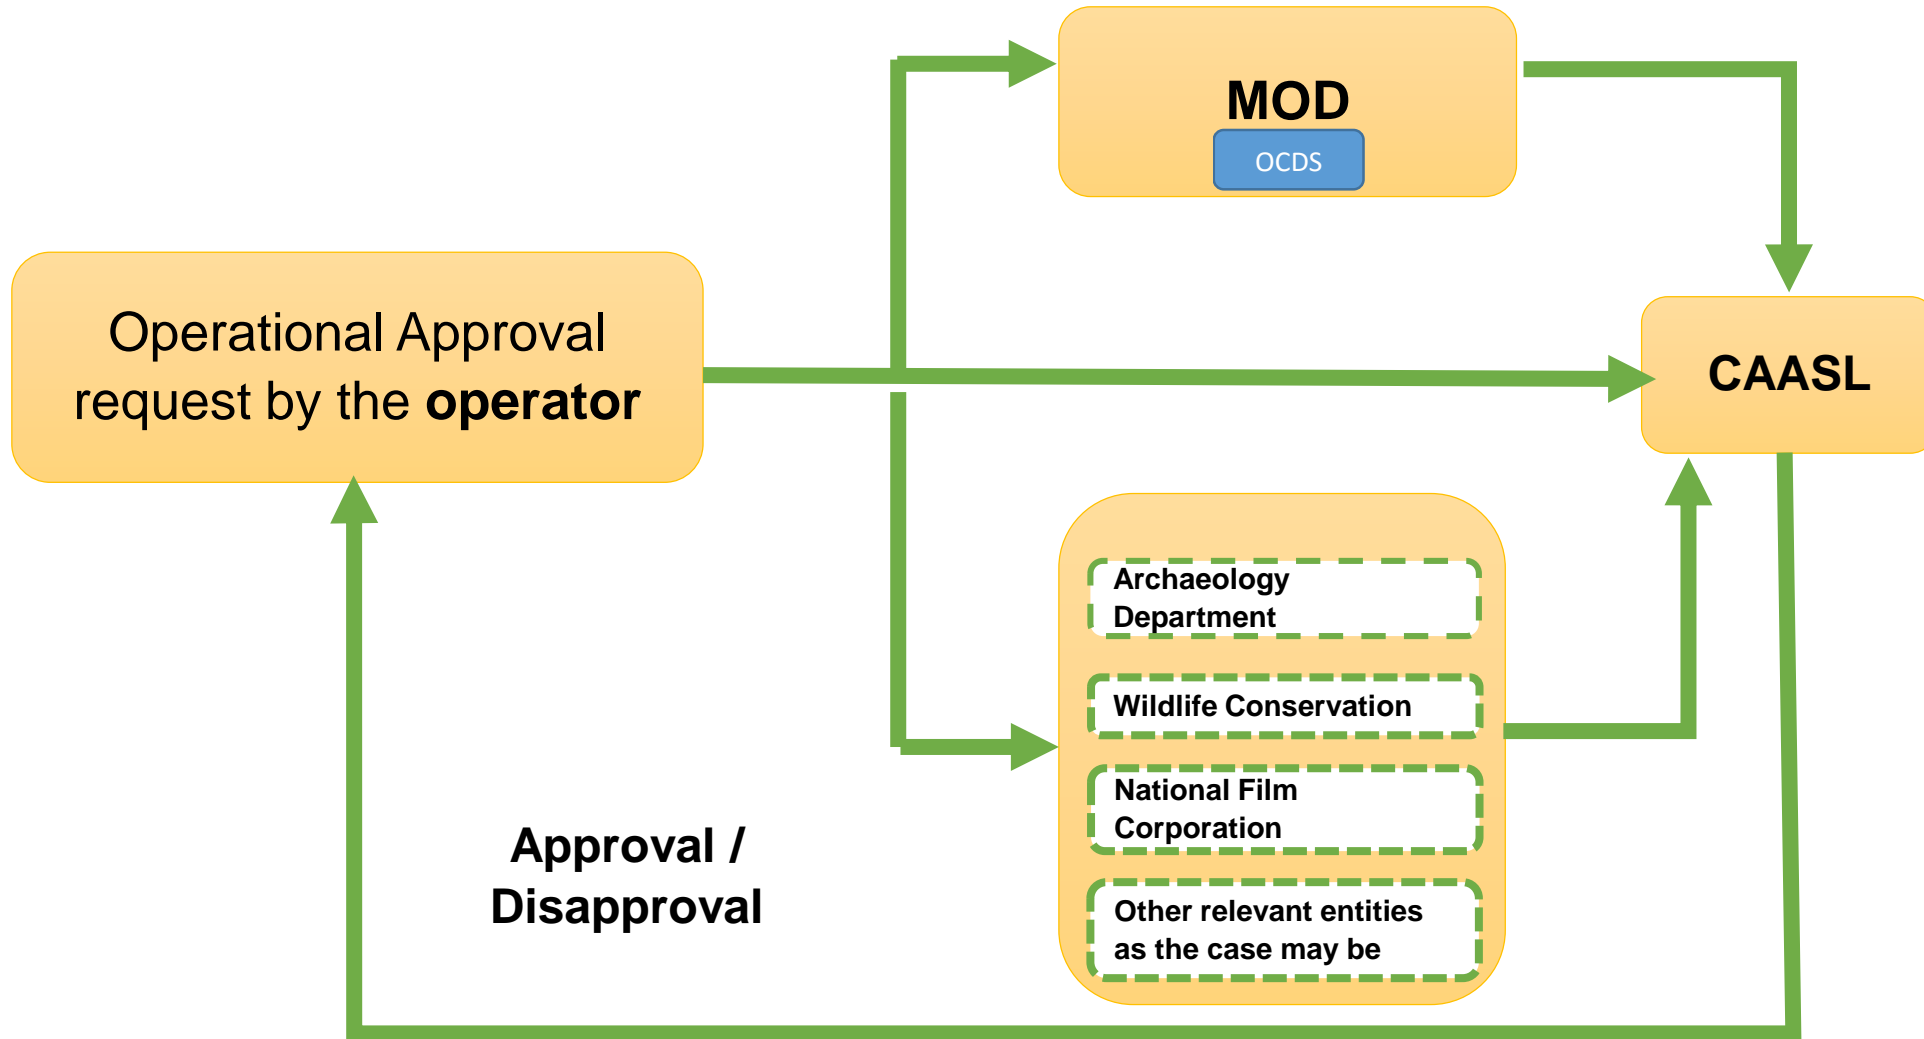 MOD
OCDS
Operational Approval
request by the operator
CAASL
Archaeology
Department
Wildlife Conservation
National Film
Corporation
Other relevant entities
as the case may be
Approval /
Disapproval